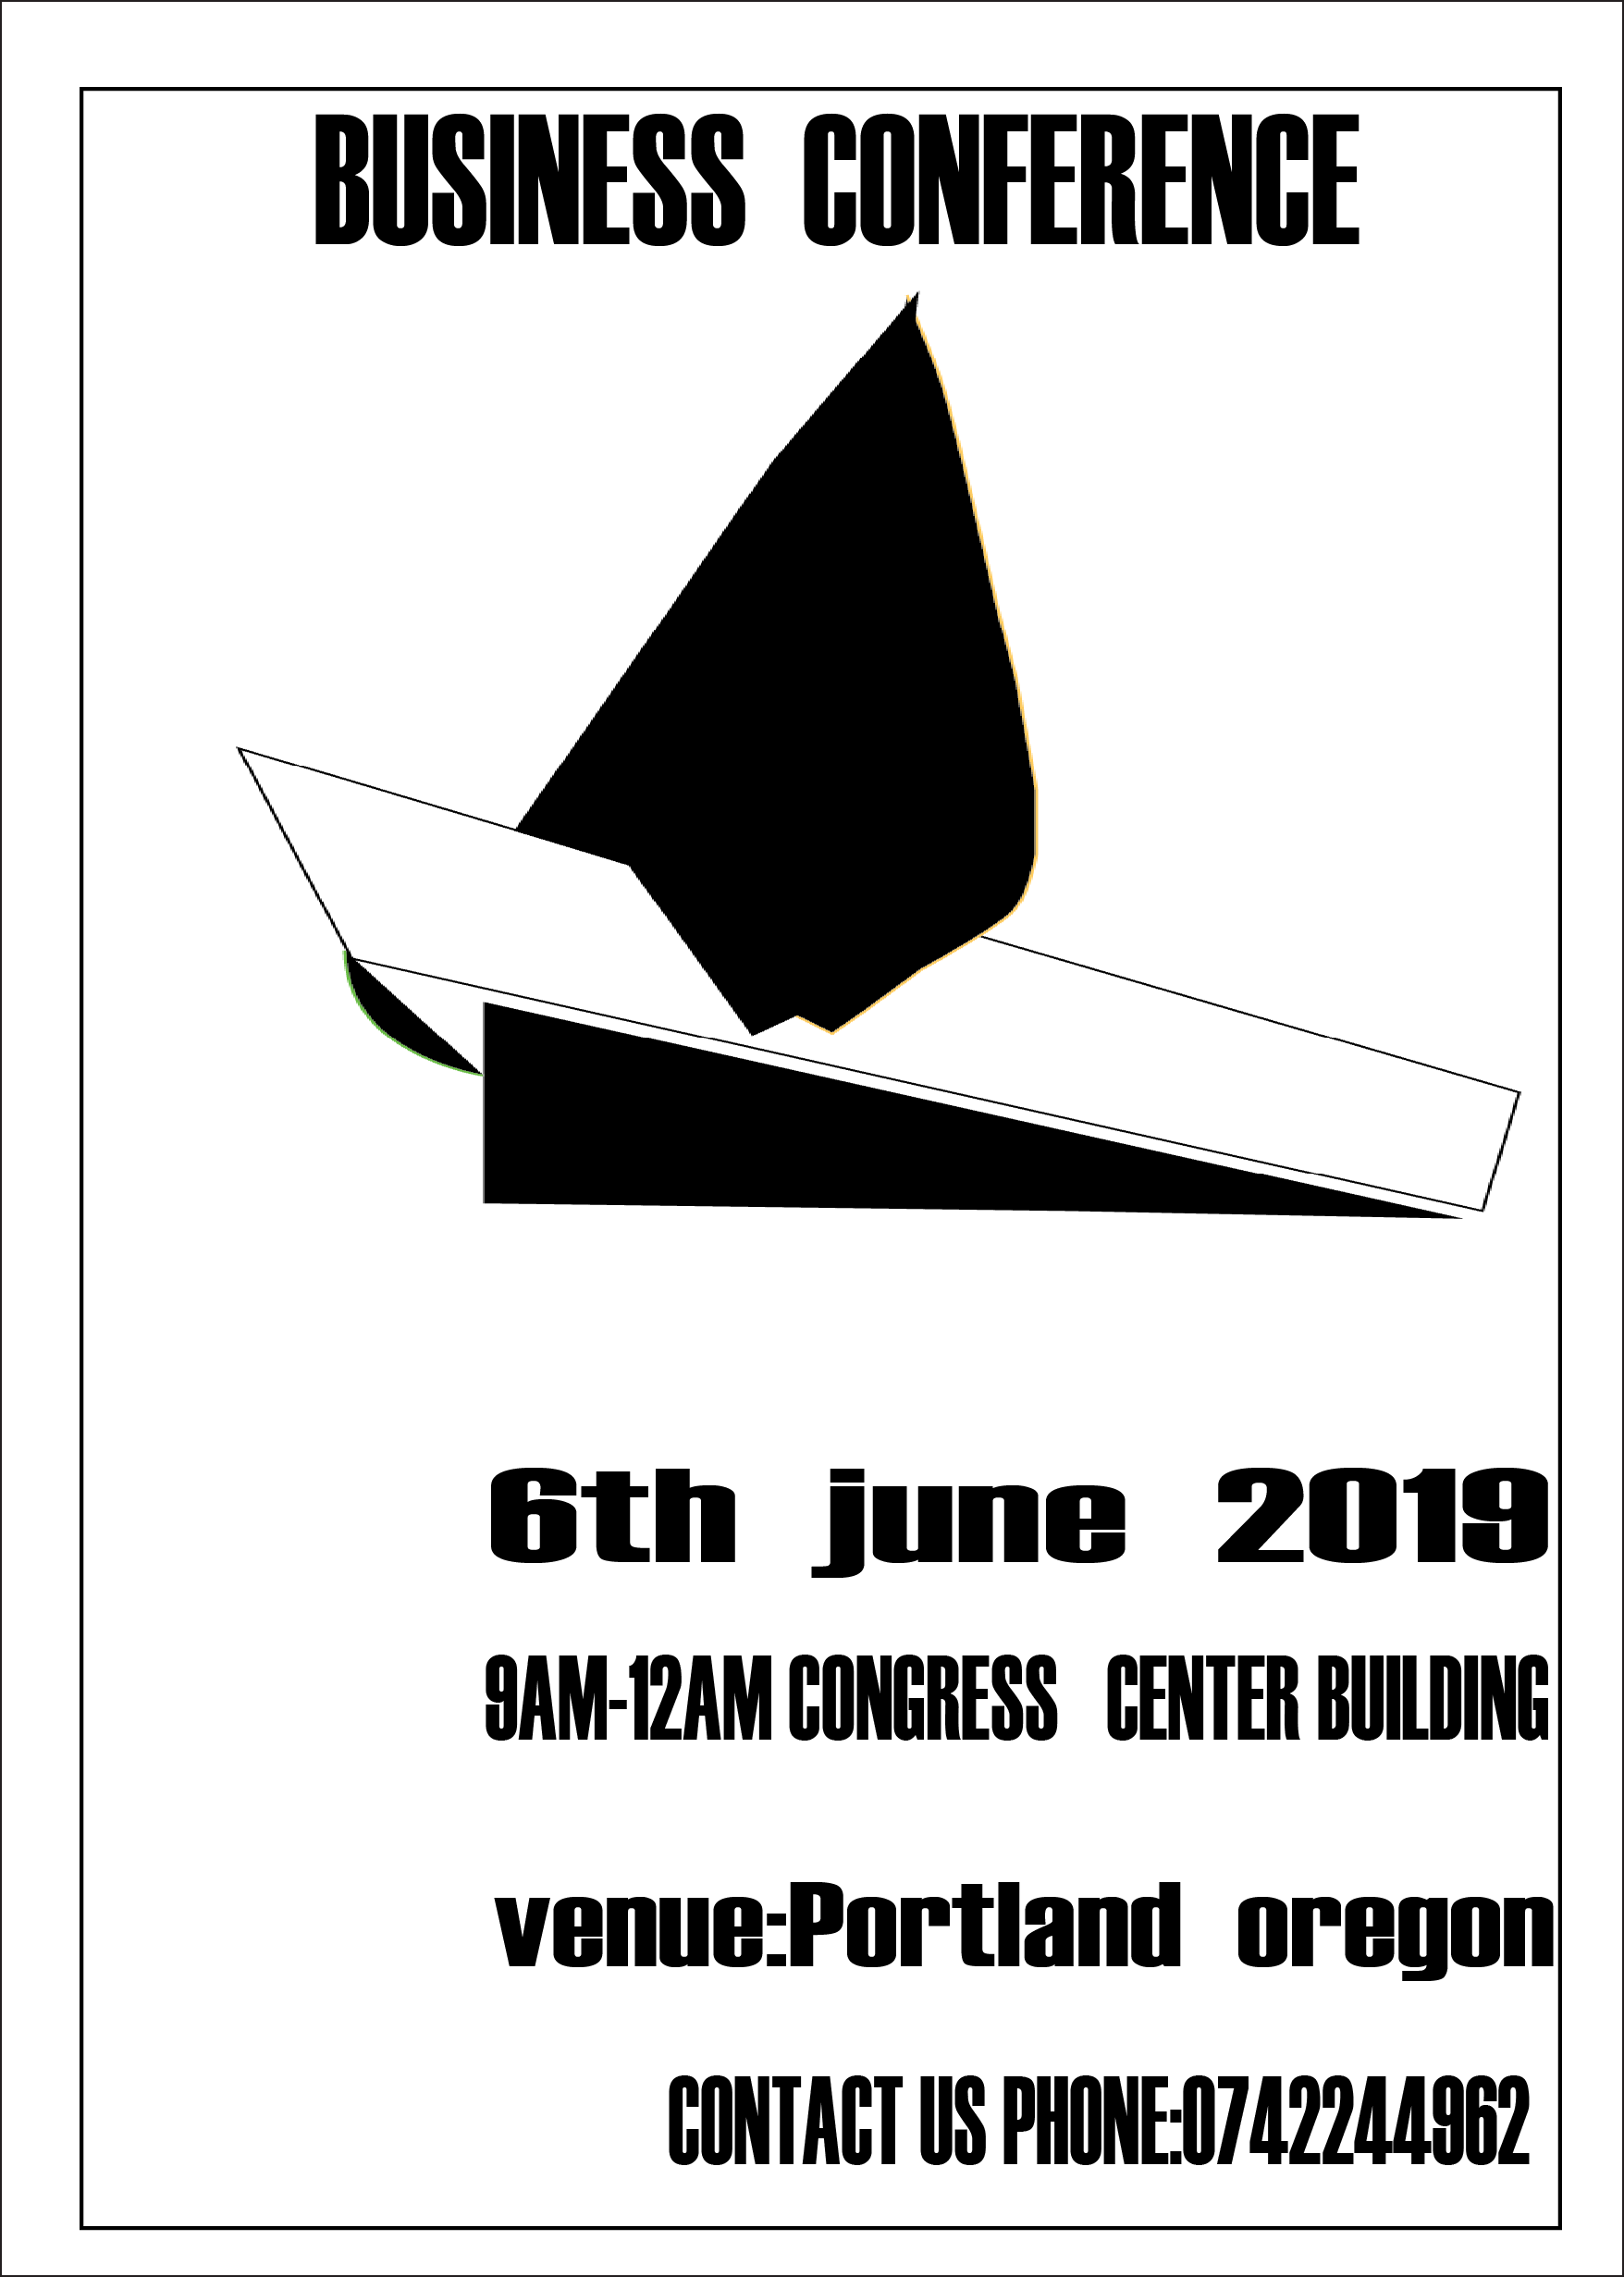 BUSINESS CONFERENCE
6th june 2019
9AM-12AM CONGRESS CENTER BUILDING
venue:Portland oregon
CONTACT US PHONE:0742244962